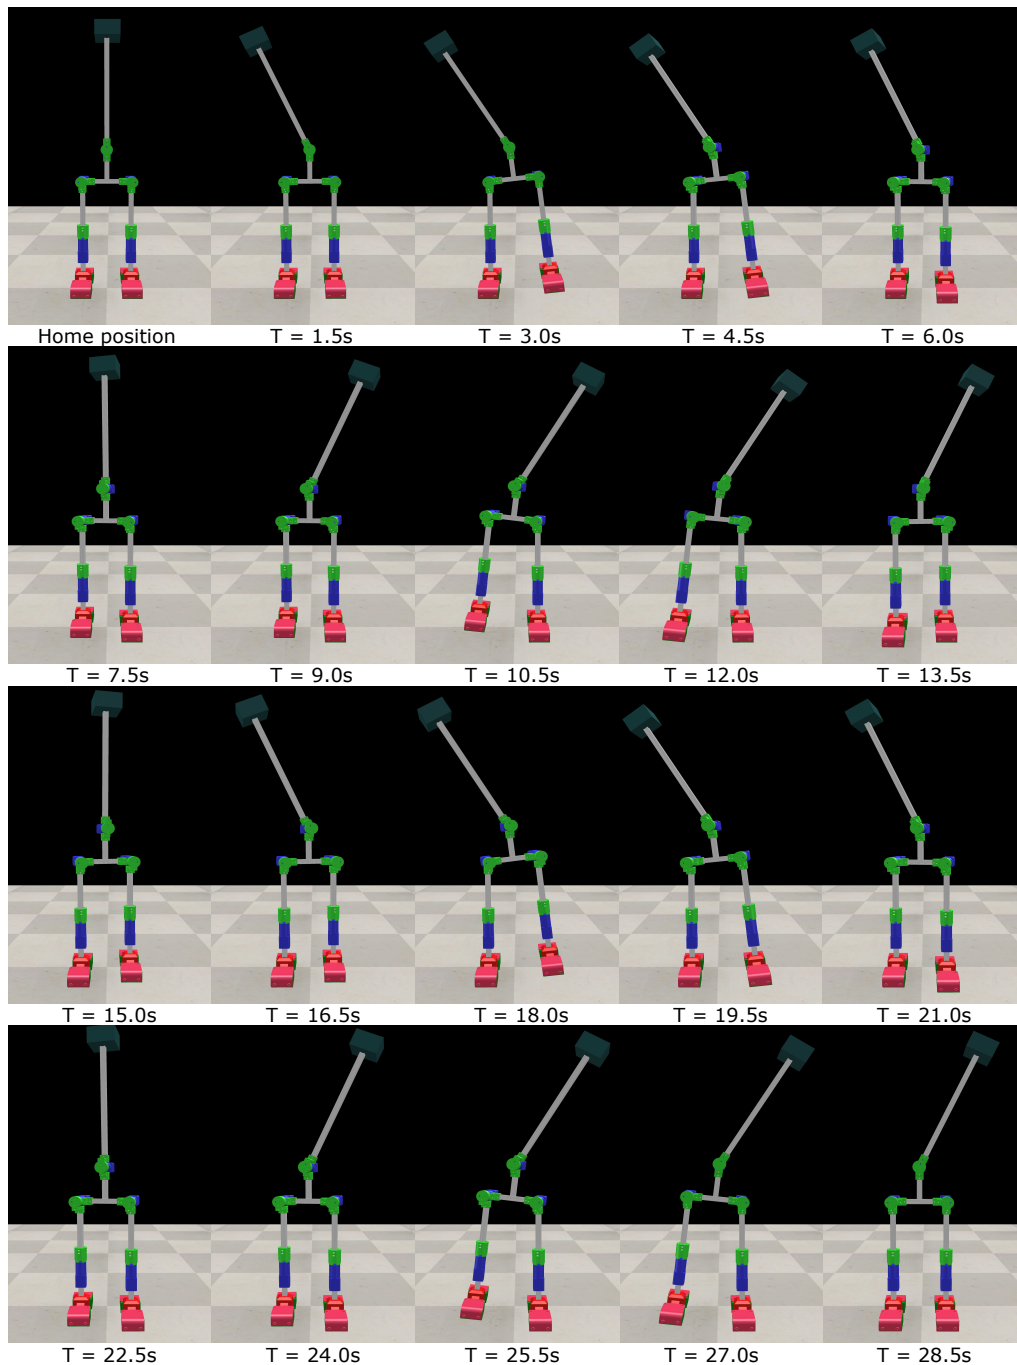 Home position T = 1.5s T = 3.0s T = 4.5s T = 6.0s
T = 7.5s T = 9.0s T = 10.5s T = 12.0s T = 13.5s
T = 15.0s T = 16.5s T = 18.0s T = 19.5s T = 21.0s
T = 22.5s T = 24.0s T = 25.5s T = 27.0s T = 28.5s